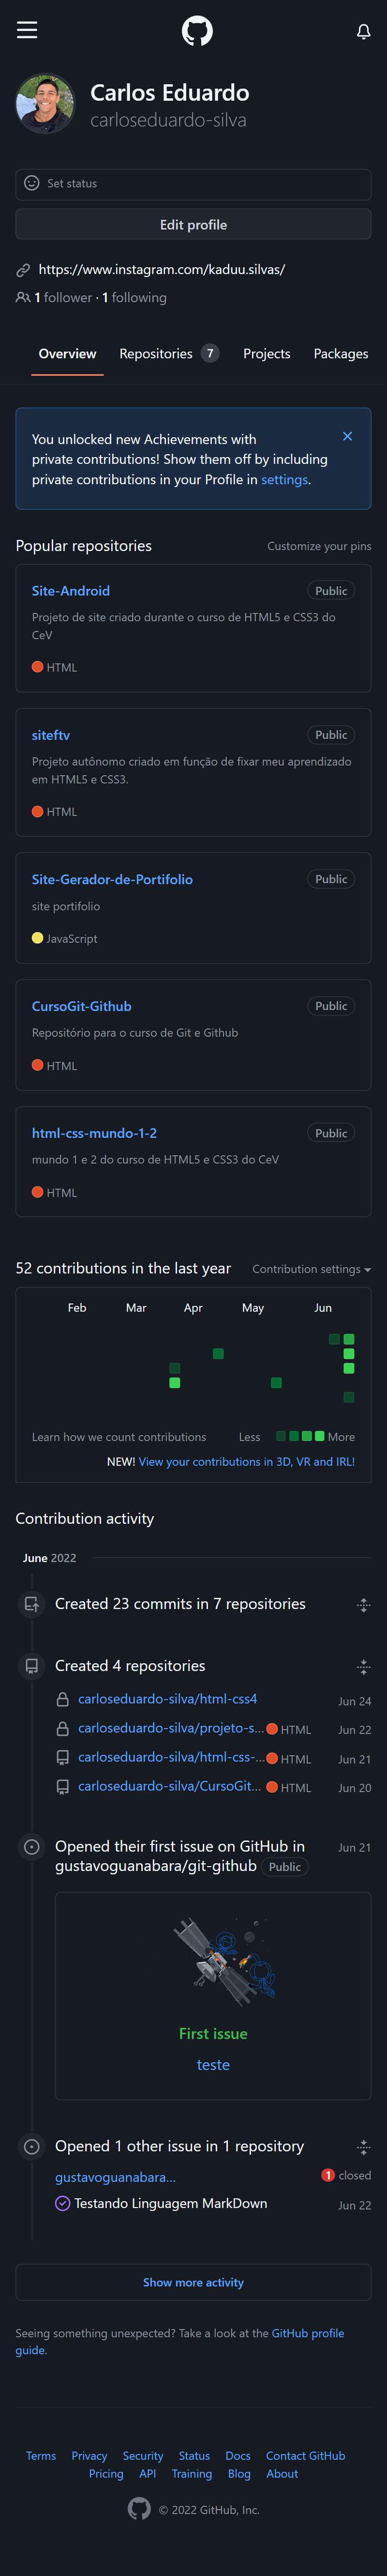 Carlos Eduardo
carloseduardo-silva
Set status
Edit profile
https://www.instagram.com/kaduu.silvas/
1 follower · 1 following
Overview Repositories 7 Projects Packages
You unlocked new Achievements with
private contributions! Show them off by including
private contributions in your Profile in settings.
Popular repositories Customize your pins
Site-Android Public
Projeto de site criado durante o curso de HTML5 e CSS3 do
CeV
HTML
siteftv Public
Projeto autônomo criado em função de fixar meu aprendizado
em HTML5 e CSS3.
HTML
Site-Gerador-de-Portifolio Public
site portifolio
JavaScript
CursoGit-Github Public
Repositório para o curso de Git e Github
HTML
html-css-mundo-1-2 Public
mundo 1 e 2 do curso de HTML5 e CSS3 do CeV
HTML
52 contributions in the last year Contribution settings
Feb Mar Apr May Jun
Learn how we count contributions Less More
NEW! View your contributions in 3D, VR and IRL!
Contribution activity
June 2022
Created 23 commits in 7 repositories
Created 4 repositories
carloseduardo-silva/html-css4 Jun 24
carloseduardo-silva/projeto-s... HTML Jun 22
carloseduardo-silva/html-css-... HTML Jun 21
carloseduardo-silva/CursoGit... HTML Jun 20
Opened their first issue on GitHub in Jun 21
gustavoguanabara/git-github Public
First issue
teste
Opened 1 other issue in 1 repository
gustavoguanabara... 1 closed
Testando Linguagem MarkDown Jun 22
Show more activity
Seeing something unexpected? Take a look at the GitHub profile
guide.
Terms Privacy Security Status Docs Contact GitHub
Pricing API Training Blog About
© 2022 GitHub, Inc.